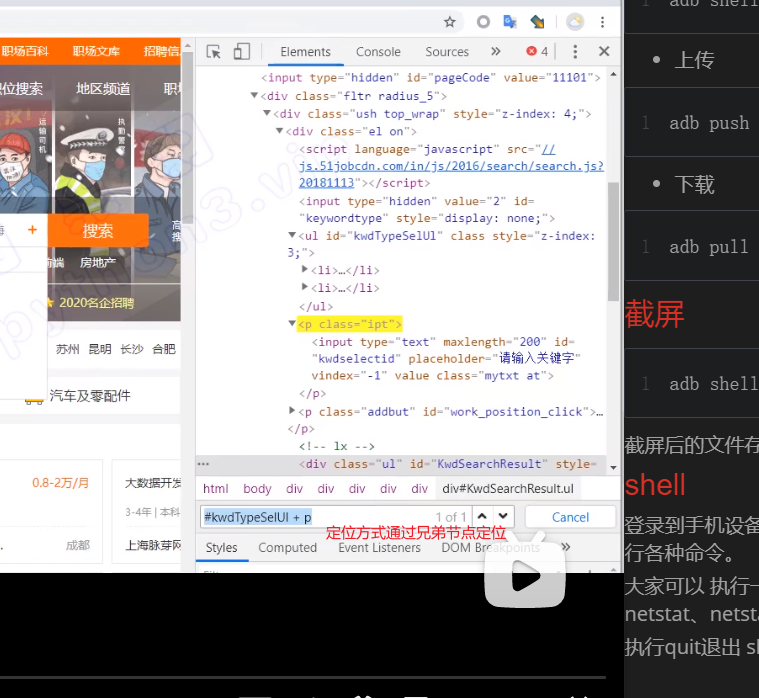 职场百科 职场文库 招聘信
位搜索 地区频道 职
运输司机
执勤警
+ 搜索
高
搜
前端 房地产
2020名企招聘
苏州 昆明 长沙 合肥
汽车及零配件
0.8-2万/月
大数据开发
3-4年 | 本科
成都
上海脉芽网
Elements Console Sources » 4
<input type="hidden" id="pageCode" value="11101">
<div class="fltr radius_5">
<div class="ush top_wrap" style="z-index: 4;">
<div class="el on">
<script language="javascript" src="//
js.51jobcdn.com/in/js/2016/search/search.js?
20181113"></script>
<input type="hidden" value="2" id=
"keywordtype" style="display: none;">
<ul id="kwdTypeSelUl" class style="z-index:
3;">
<li>…</li>
<li>…</li>
</ul>
<p class="ipt">
<input type="text" maxlength="200" id=
"kwdselectid" placeholder="请输入关键字"
vindex="-1" value class="mytxt at">
</p>
<p class="addbut" id="work_position_click">…
</p>
<!-- lx -->
<div class="ul" id="KwdSearchResult" style=
html body div div div div div div#KwdSearchResult.ul
#kwdTypeSelUl + p 1 of 1 Cancel
定位方式通过兄弟节点定位
Styles Computed Event Listeners DOM Breakpoints »
1 adb shell
• 上传
1 adb push
• 下载
1 adb pull
截屏
1 adb shell
截屏后的文件存
shell
登录到手机设备
行各种命令。
大家可以 执行一
netstat、netsta
执行quit退出 sh